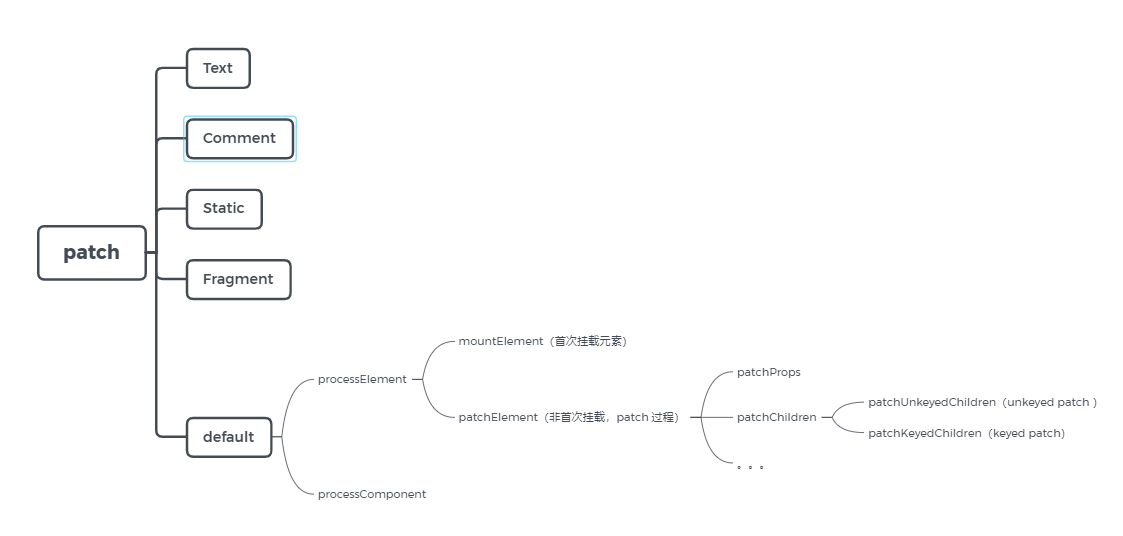 patch
Text
Comment
Static
Fragment
default
processElement
mountElement（首次挂载元素）
patchElement（非首次挂载，patch 过程）
patchProps
patchChildren
patchUnkeyedChildren（unkeyed patch ）
patchKeyedChildren（keyed patch）
。。。
processComponent